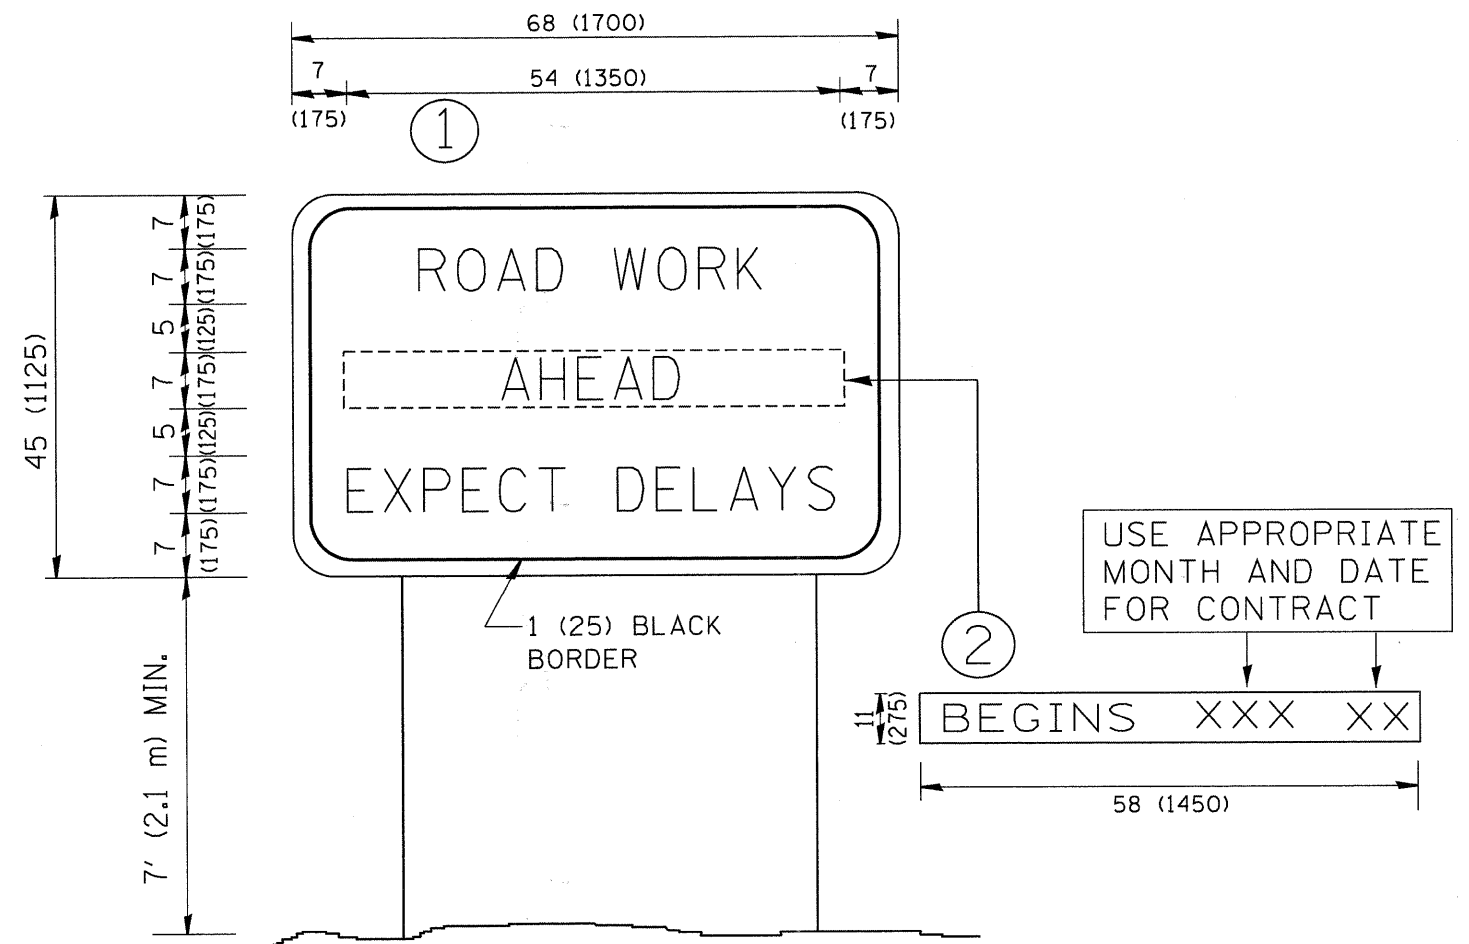 68 (1700)
7
54 (1350)
7
(175)
(175)
1
7
(175)
7
(175)
5
(125)
7
(175)
5
(125)
7
(175)
7
(175)
45 (1125)
ROAD WORK
AHEAD
EXPECT DELAYS
1 (25) BLACK
BORDER
7' (2.1 m) MIN.
USE APPROPRIATE
MONTH AND DATE
FOR CONTRACT
2
11
(275)
BEGINS XXX XX
58 (1450)